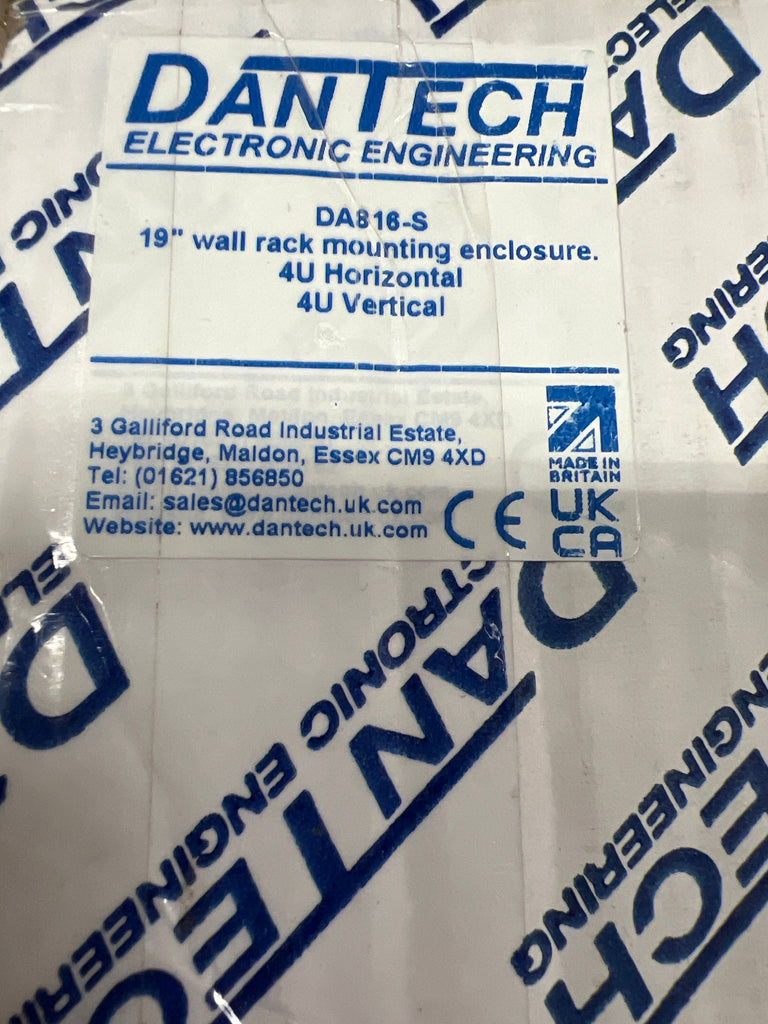 DANTECH
ELECTRONIC ENGINEERING
DA816-S
19" wall rack mounting enclosure.
4U Horizontal
4U Vertical
3 Galliford Road Industrial Estate,
Heybridge, Maldon, Essex CM9 4XD
Tel: (01621) 856850
Email: sales@dantech.uk.com
Website: www.dantech.uk.com
MADE IN
BRITAIN
CE
UK
CA
DANTE
ELECTRONIC ENGINEERING